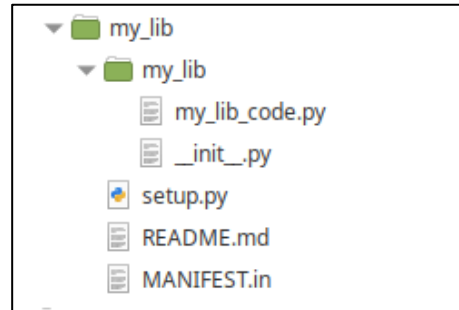 my_lib
my_lib
my_lib_code.py
__init__.py
setup.py
README.md
MANIFEST.in